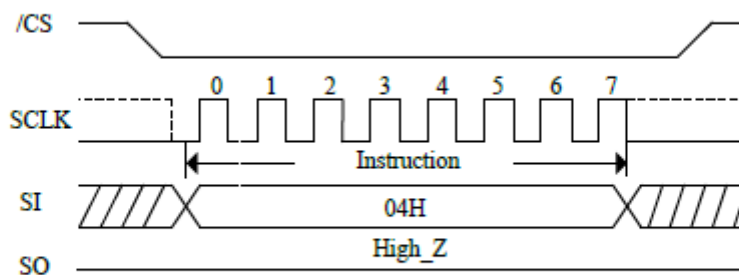 /CS
0 1 2 3 4 5 6 7
SCLK
Instruction
SI 04H
High_Z
SO